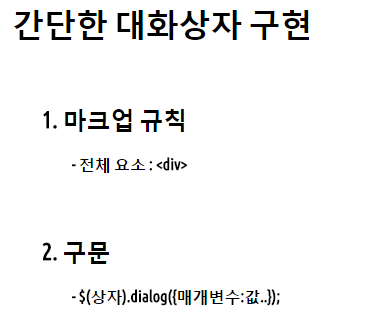 간단한 대화상자 구현
1. 마크업 규칙
- 전체 요소 : <div>
2. 구문
- $(상자).dialog({매개변수:값..});